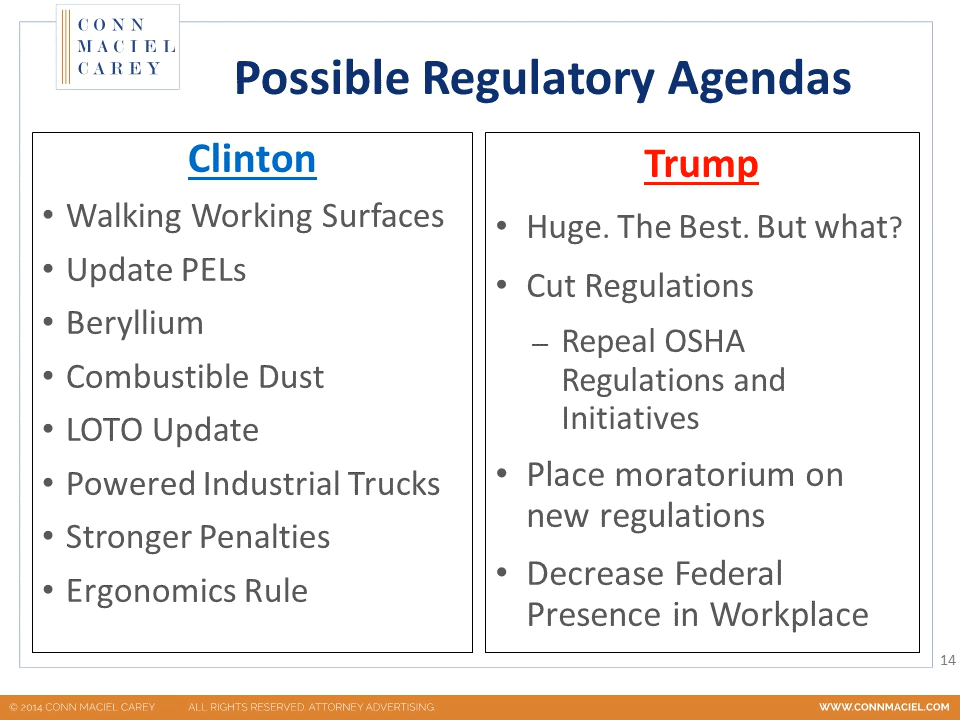 CONN
MACIEL
CAREY
Possible Regulatory Agendas
Clinton
• Walking Working Surfaces
• Update PELs
• Beryllium
• Combustible Dust
• LOTO Update
• Powered Industrial Trucks
• Stronger Penalties
• Ergonomics Rule
Trump
• Huge. The Best. But what?
• Cut Regulations
– Repeal OSHA
Regulations and
Initiatives
• Place moratorium on
new regulations
• Decrease Federal
Presence in Workplace
14
© 2014 CONN MACIEL CAREY ALL RIGHTS RESERVED. ATTORNEY ADVERTISING. WWW.CONNMACIEL.COM